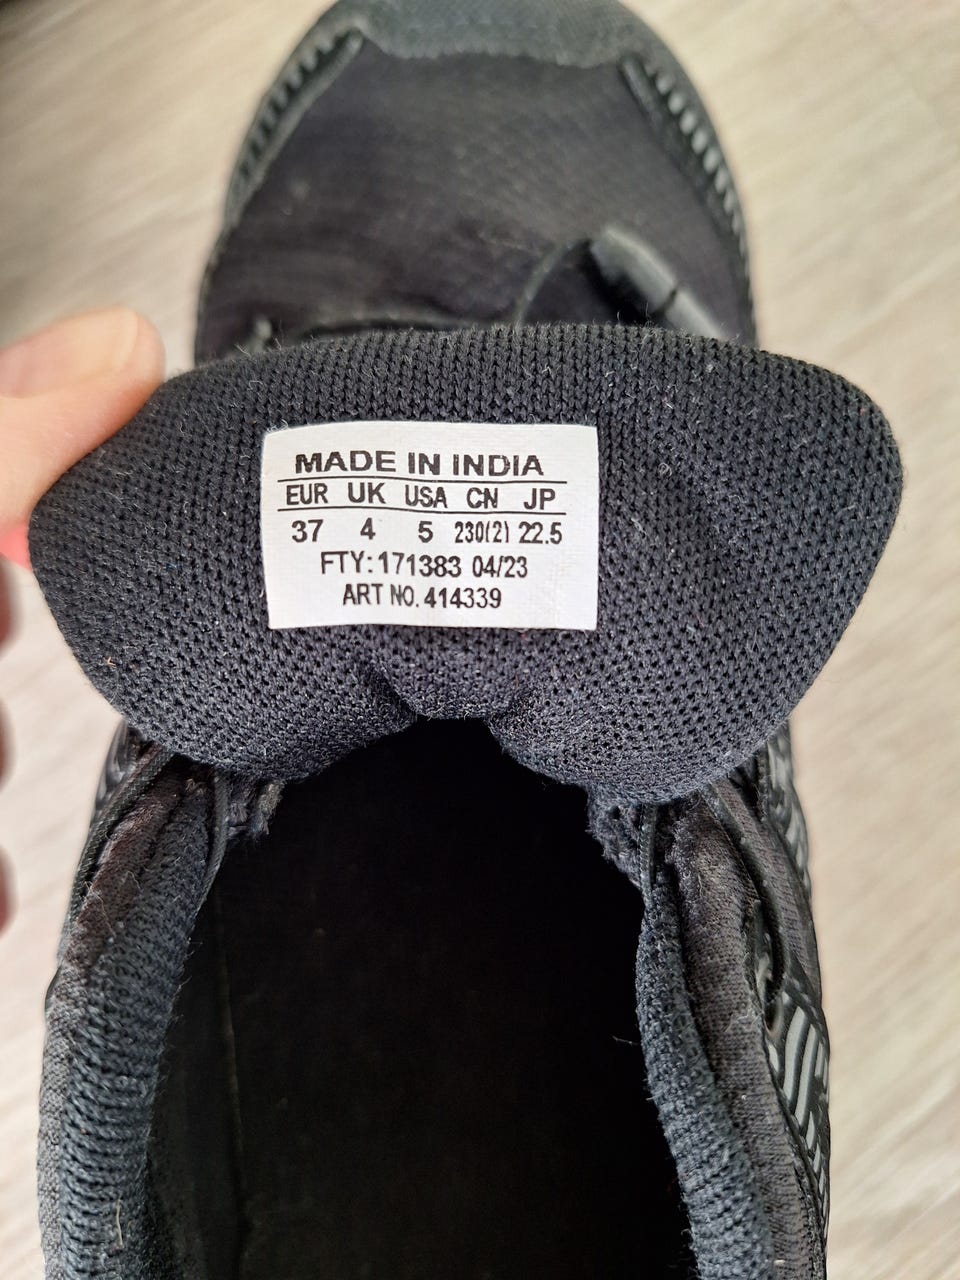 MADE IN INDIA
EUR UK USA CN JP
37 4 5 230(2) 22.5
FTY: 171383 04/23
ART NO. 414339